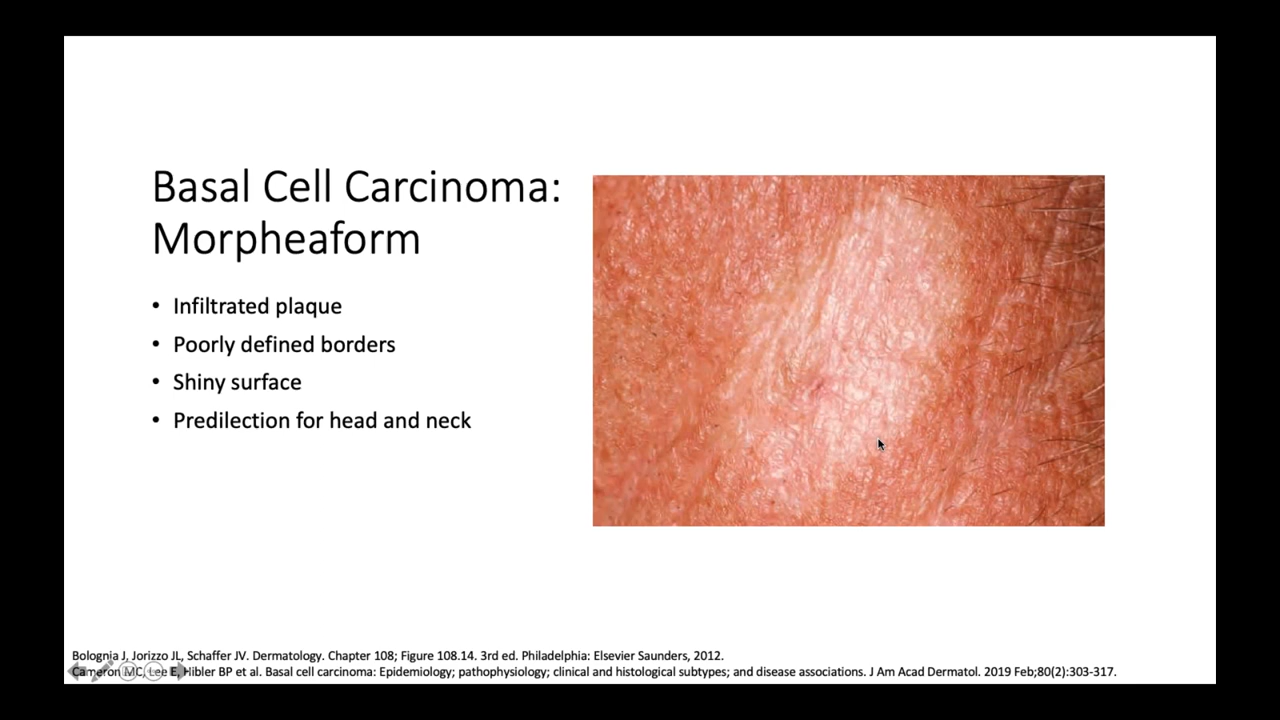 Basal Cell Carcinoma:
Morpheaform
• Infiltrated plaque
• Poorly defined borders
• Shiny surface
• Predilection for head and neck
Bolognia J, Jorizzo JL, Schaffer JV. Dermatology. Chapter 108; Figure 108.14. 3rd ed. Philadelphia: Elsevier Saunders, 2012.
Cameron MC, Lee E, Hibler BP et al. Basal cell carcinoma: Epidemiology; pathophysiology; clinical and histological subtypes; and disease associations. J Am Acad Dermatol. 2019 Feb;80(2):303-317.